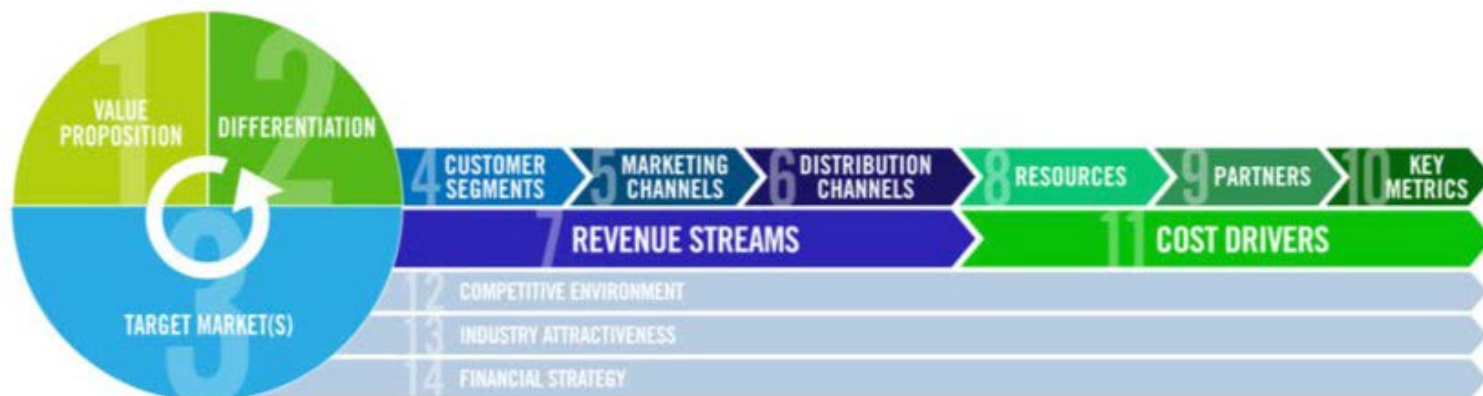 1
VALUE
PROPOSITION
2
DIFFERENTIATION
3
TARGET MARKET(S)
4
CUSTOMER
SEGMENTS
5
MARKETING
CHANNELS
6
DISTRIBUTION
CHANNELS
7
REVENUE STREAMS
8
RESOURCES
9
PARTNERS
10
KEY
METRICS
11
COST DRIVERS
12
COMPETITIVE ENVIRONMENT
13
INDUSTRY ATTRACTIVENESS
14
FINANCIAL STRATEGY